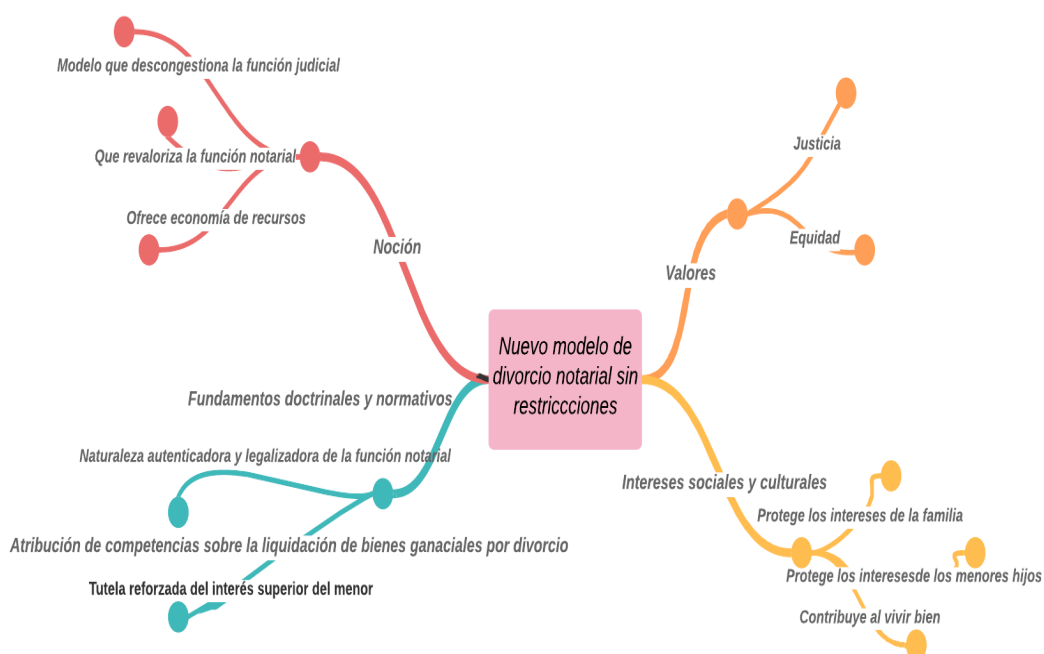 Modelo que descongestiona la función judicial
Que revaloriza la función notarial
Ofrece economía de recursos
Noción
Justicia
Equidad
Valores
Nuevo modelo de
divorcio notarial sin
restriccciones
Fundamentos doctrinales y normativos
Naturaleza autenticadora y legalizadora de la función notarial
Atribución de competencias sobre la liquidación de bienes ganaciales por divorcio
Tutela reforzada del interés superior del menor
Intereses sociales y culturales
Protege los intereses de la familia
Protege los interesesde los menores hijos
Contribuye al vivir bien